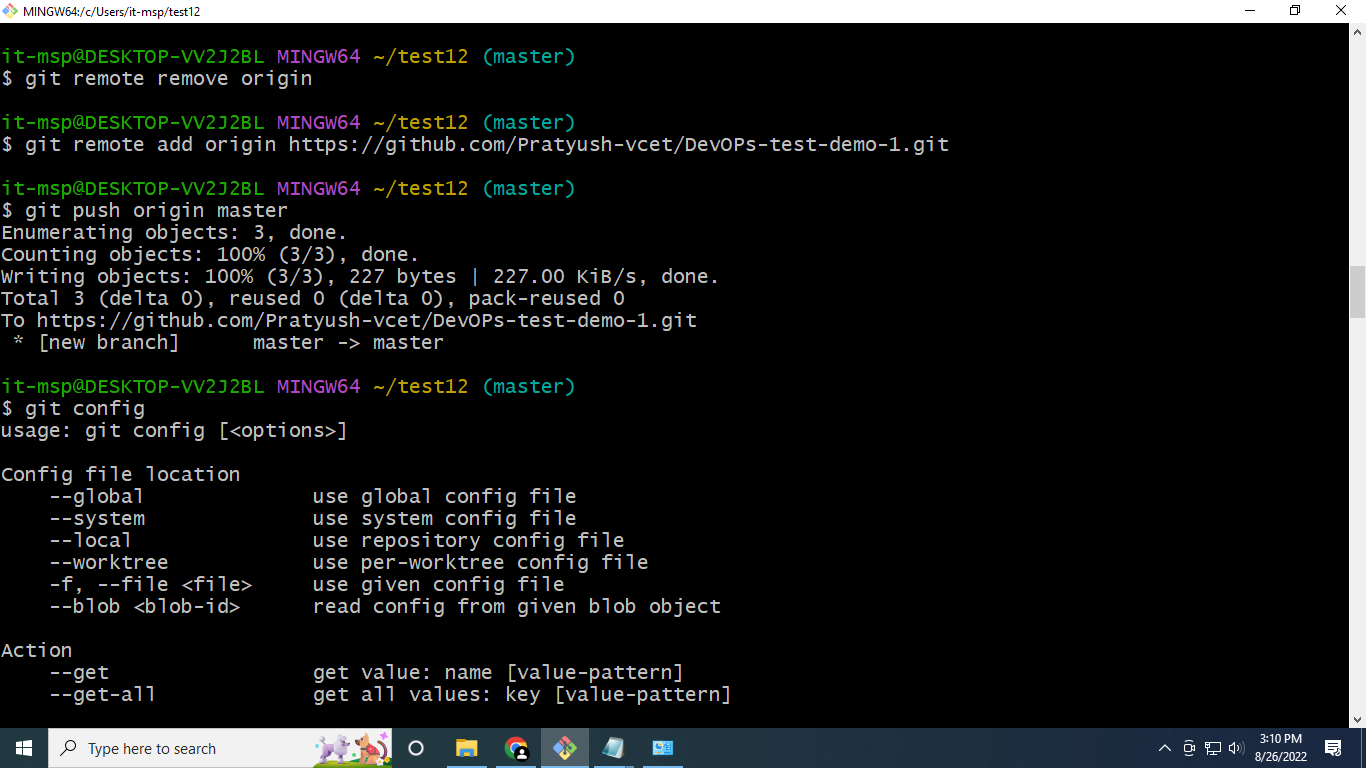 MINGW64:/c/Users/it-msp/test12
it-msp@DESKTOP-VV2J2BL MINGW64 ~/test12 (master)
$ git remote remove origin
it-msp@DESKTOP-VV2J2BL MINGW64 ~/test12 (master)
$ git remote add origin https://github.com/Pratyush-vcet/DevOPs-test-demo-1.git
it-msp@DESKTOP-VV2J2BL MINGW64 ~/test12 (master)
$ git push origin master
Enumerating objects: 3, done.
Counting objects: 100% (3/3), done.
Writing objects: 100% (3/3), 227 bytes | 227.00 KiB/s, done.
Total 3 (delta 0), reused 0 (delta 0), pack-reused 0
To https://github.com/Pratyush-vcet/DevOPs-test-demo-1.git
 * [new branch]      master -> master
it-msp@DESKTOP-VV2J2BL MINGW64 ~/test12 (master)
$ git config
usage: git config [<options>]
Config file location
    --global              use global config file
    --system              use system config file
    --local               use repository config file
    --worktree            use per-worktree config file
    -f, --file <file>     use given config file
    --blob <blob-id>      read config from given blob object
Action
    --get                 get value: name [value-pattern]
    --get-all             get all values: key [value-pattern]
Type here to search
3:10 PM
8/26/2022